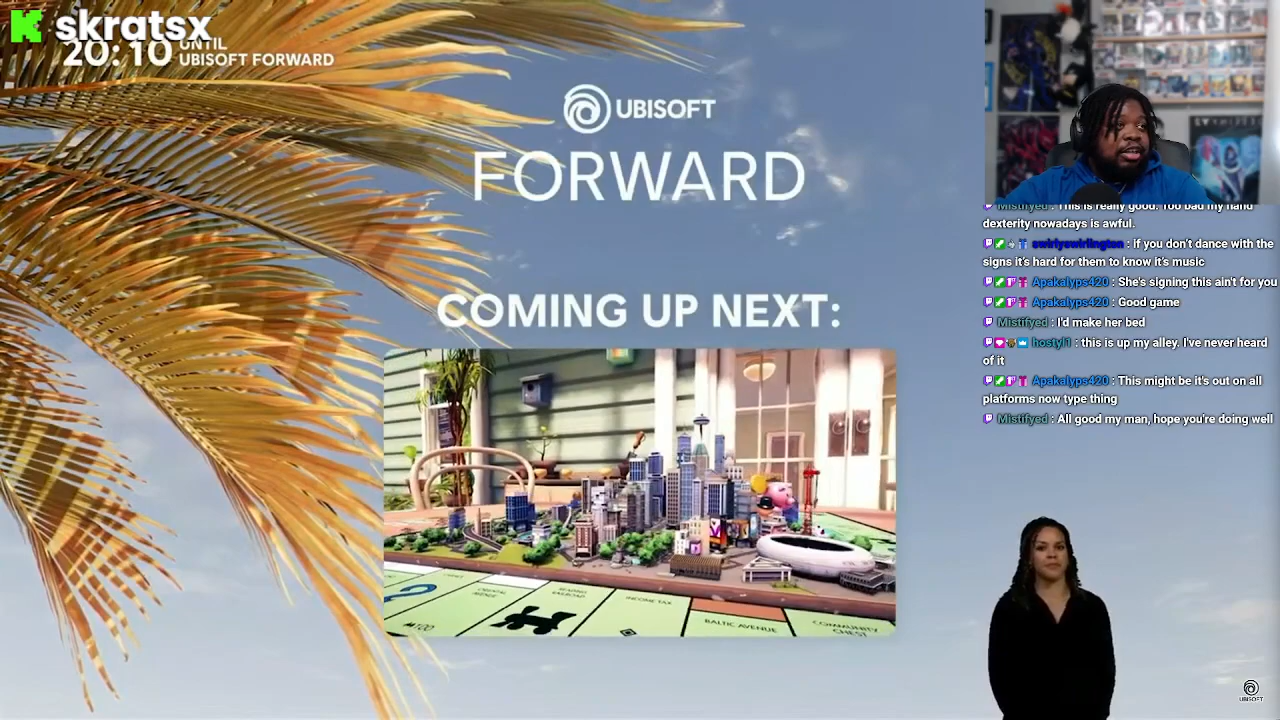 skratsx
20:10 UNTIL
UBISOFT FORWARD
UBISOFT
FORWARD
COMING UP NEXT:
INCOME TAX
BALTIC AVENUE
COMMUNITY
CHEST
M100
Mistifyed : This is really good. Too bad my hand
dexterity nowadays is awful.
swirlyswirlington : if you don't dance with the
signs it's hard for them to know it's music
Apakalyps420 : She's signing this ain't for you
Apakalyps420 : Good game
Mistifyed : I'd make her bed
hostyl1 : this is up my alley. I've never heard
of it
Apakalyps420 : This might be it's out on all
platforms now type thing
Mistifyed : All good my man, hope you're doing well
UBISOFT